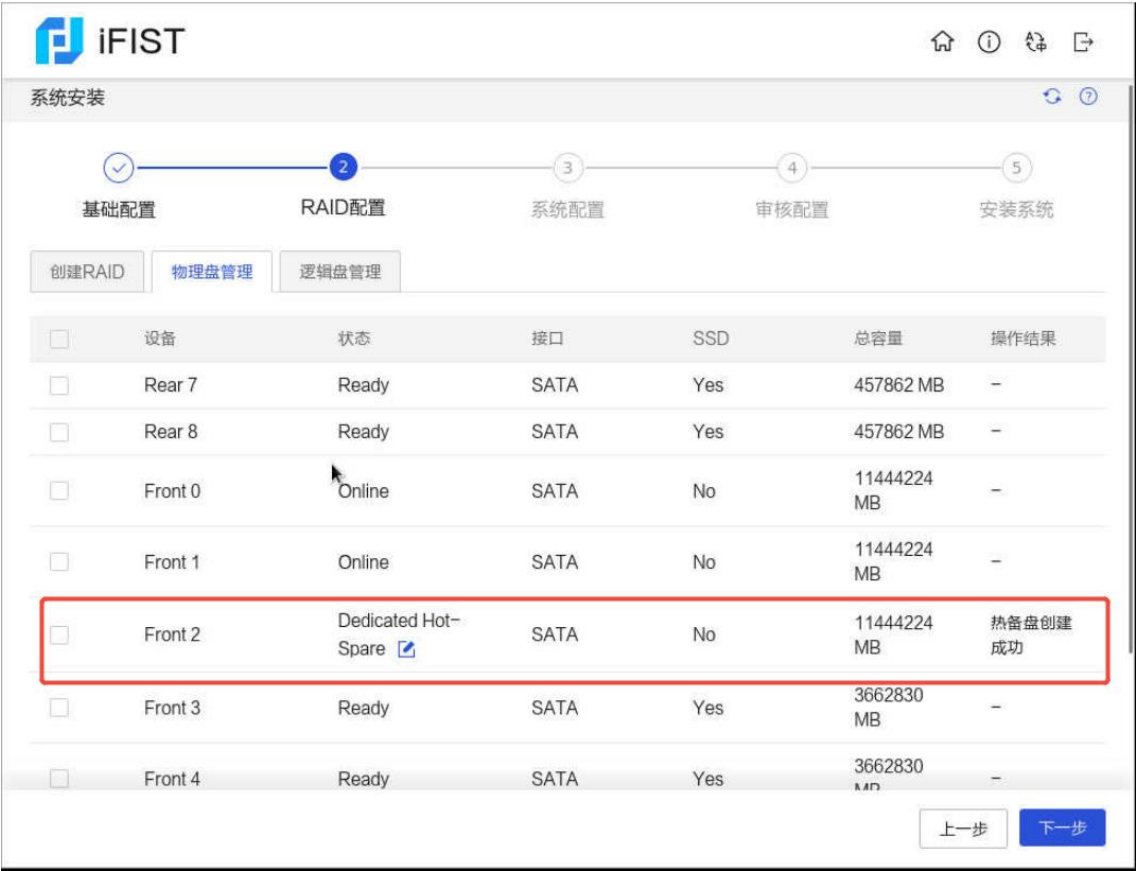 iFIST
系统安装
2 3 4 5
基础配置 RAID配置 系统配置 审核配置 安装系统
创建RAID 物理盘管理 逻辑盘管理
设备 状态 接口 SSD 总容量 操作结果
Rear 7 Ready SATA Yes 457862 MB -
Rear 8 Ready SATA Yes 457862 MB -
Front 0 Online SATA No 11444224 MB -
Front 1 Online SATA No 11444224 MB -
Front 2 Dedicated Hot-Spare SATA No 11444224 MB 热备盘创建成功
Front 3 Ready SATA Yes 3662830 MB -
Front 4 Ready SATA Yes 3662830 MB -
上一步 下一步